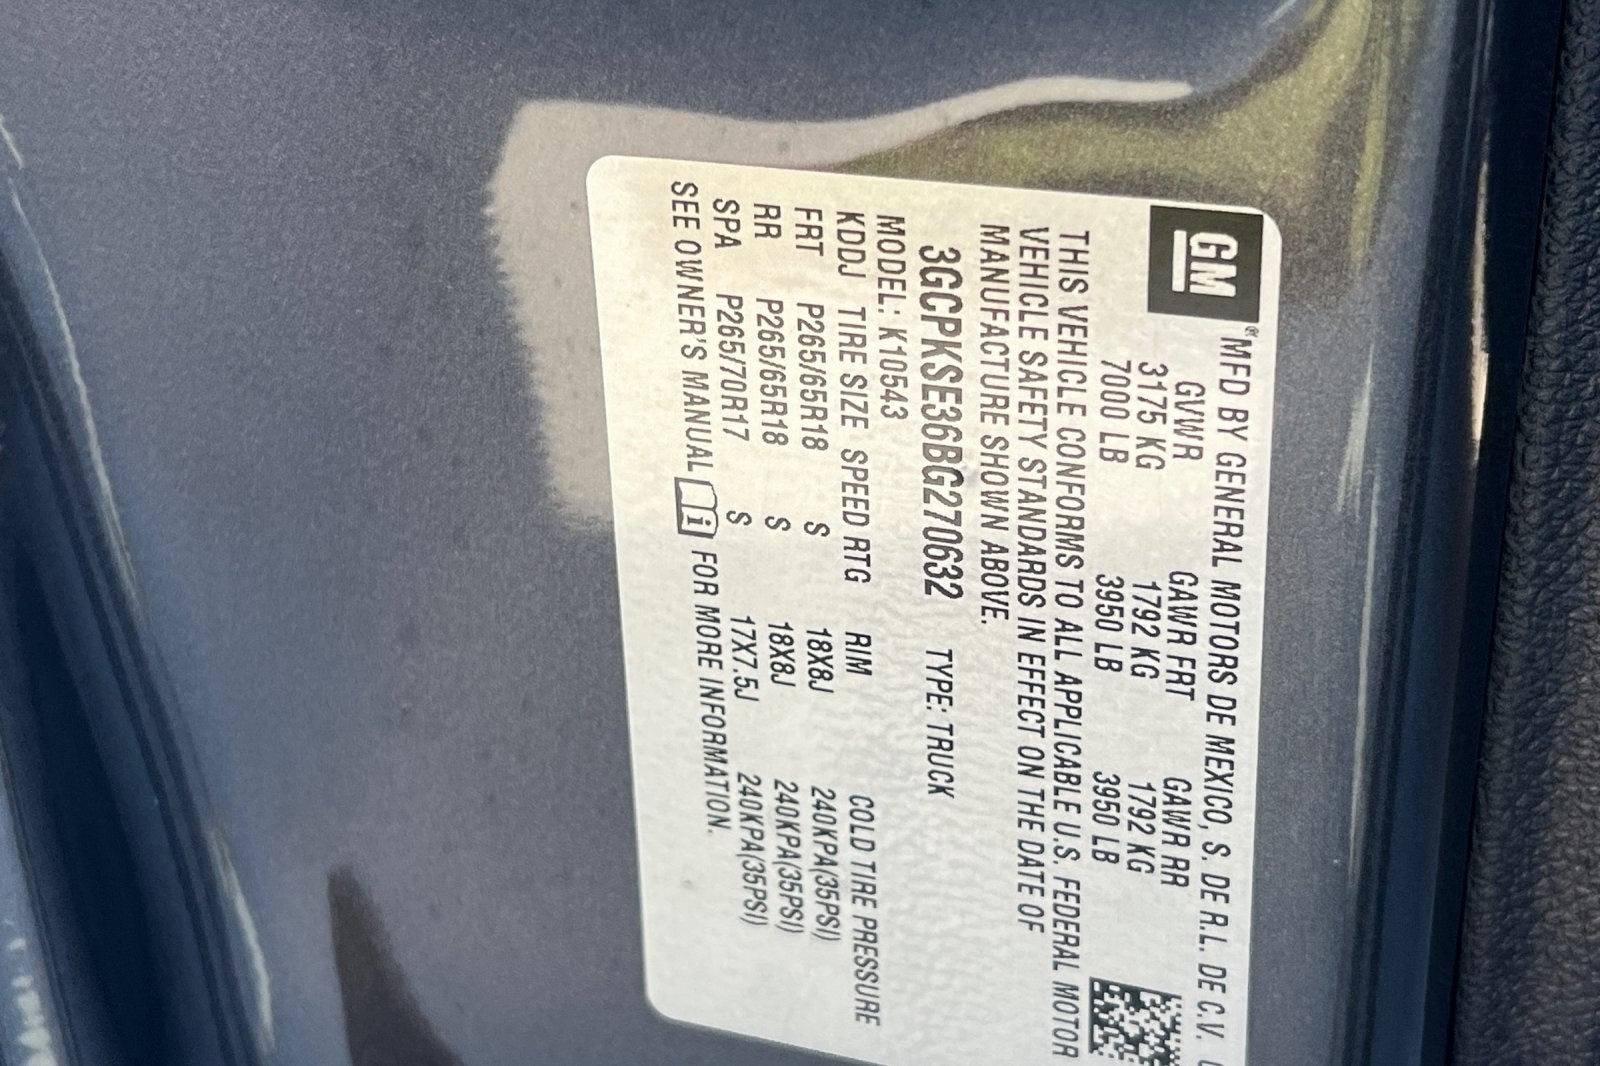 GM® MFD BY GENERAL MOTORS DE MEXICO, S. DE R.L. DE C.V.
GVWR GAWR FRT GAWR RR
3175 KG 1792 KG 1792 KG
7000 LB 3950 LB 3950 LB
THIS VEHICLE CONFORMS TO ALL APPLICABLE U.S. FEDERAL MOTOR
VEHICLE SAFETY STANDARDS IN EFFECT ON THE DATE OF
MANUFACTURE SHOWN ABOVE.
3GCPKSE36BG270632 TYPE: TRUCK
MODEL: K10543
KDDJ TIRE SIZE SPEED RTG RIM COLD TIRE PRESSURE
FRT P265/65R18 S 18X8J 240KPA(35PSI)
RR P265/65R18 S 18X8J 240KPA(35PSI)
SPA P265/70R17 S 17X7.5J 240KPA(35PSI)
SEE OWNER'S MANUAL i FOR MORE INFORMATION.